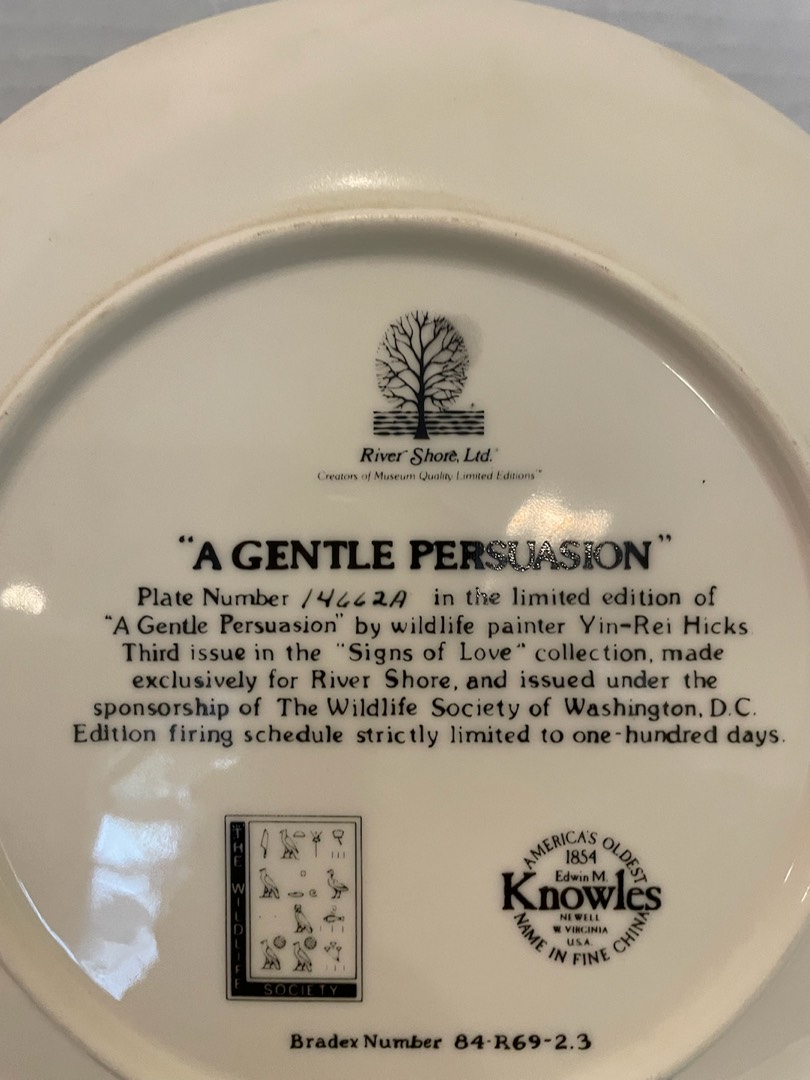 River Shore, Ltd.
Creators of Museum Quality Limited Editions™
"A GENTLE PERSUASION"
Plate Number 14662A in the limited edition of
"A Gentle Persuasion" by wildlife painter Yin-Rei Hicks
Third issue in the "Signs of Love" collection, made
exclusively for River Shore, and issued under the
sponsorship of The Wildlife Society of Washington, D.C.
Edition firing schedule strictly limited to one-hundred days.
THE WILDLIFE
SOCIETY
AMERICA'S OLDEST
1854
Edwin M.
Knowles
NEWELL
W VIRGINIA
U.S.A.
NAME IN FINE CHINA
Bradex Number 84-R69-2.3